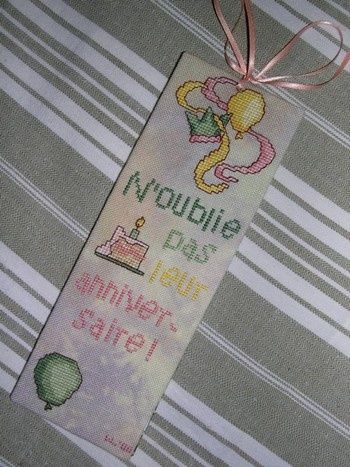 N'oublie
pas
leur
anniver-
saire!